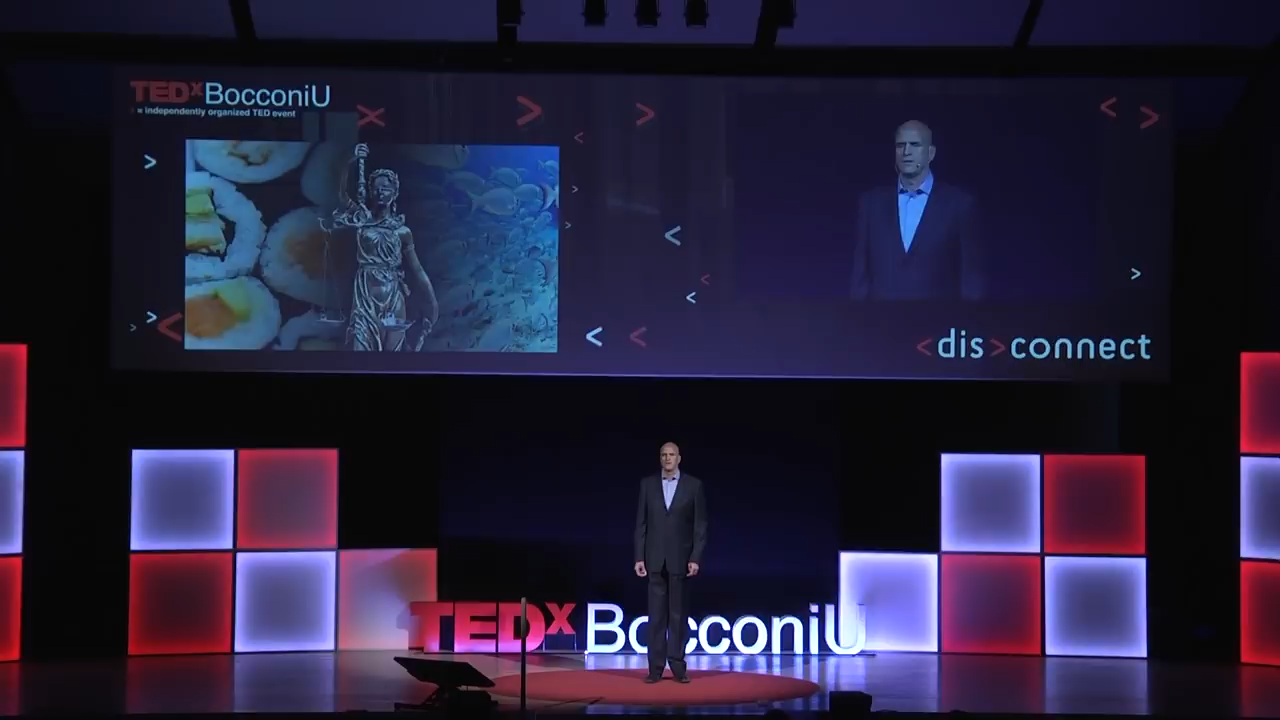 TEDxBocconiU
= independently organized TED event
<dis>connect
TEDxBocconiU